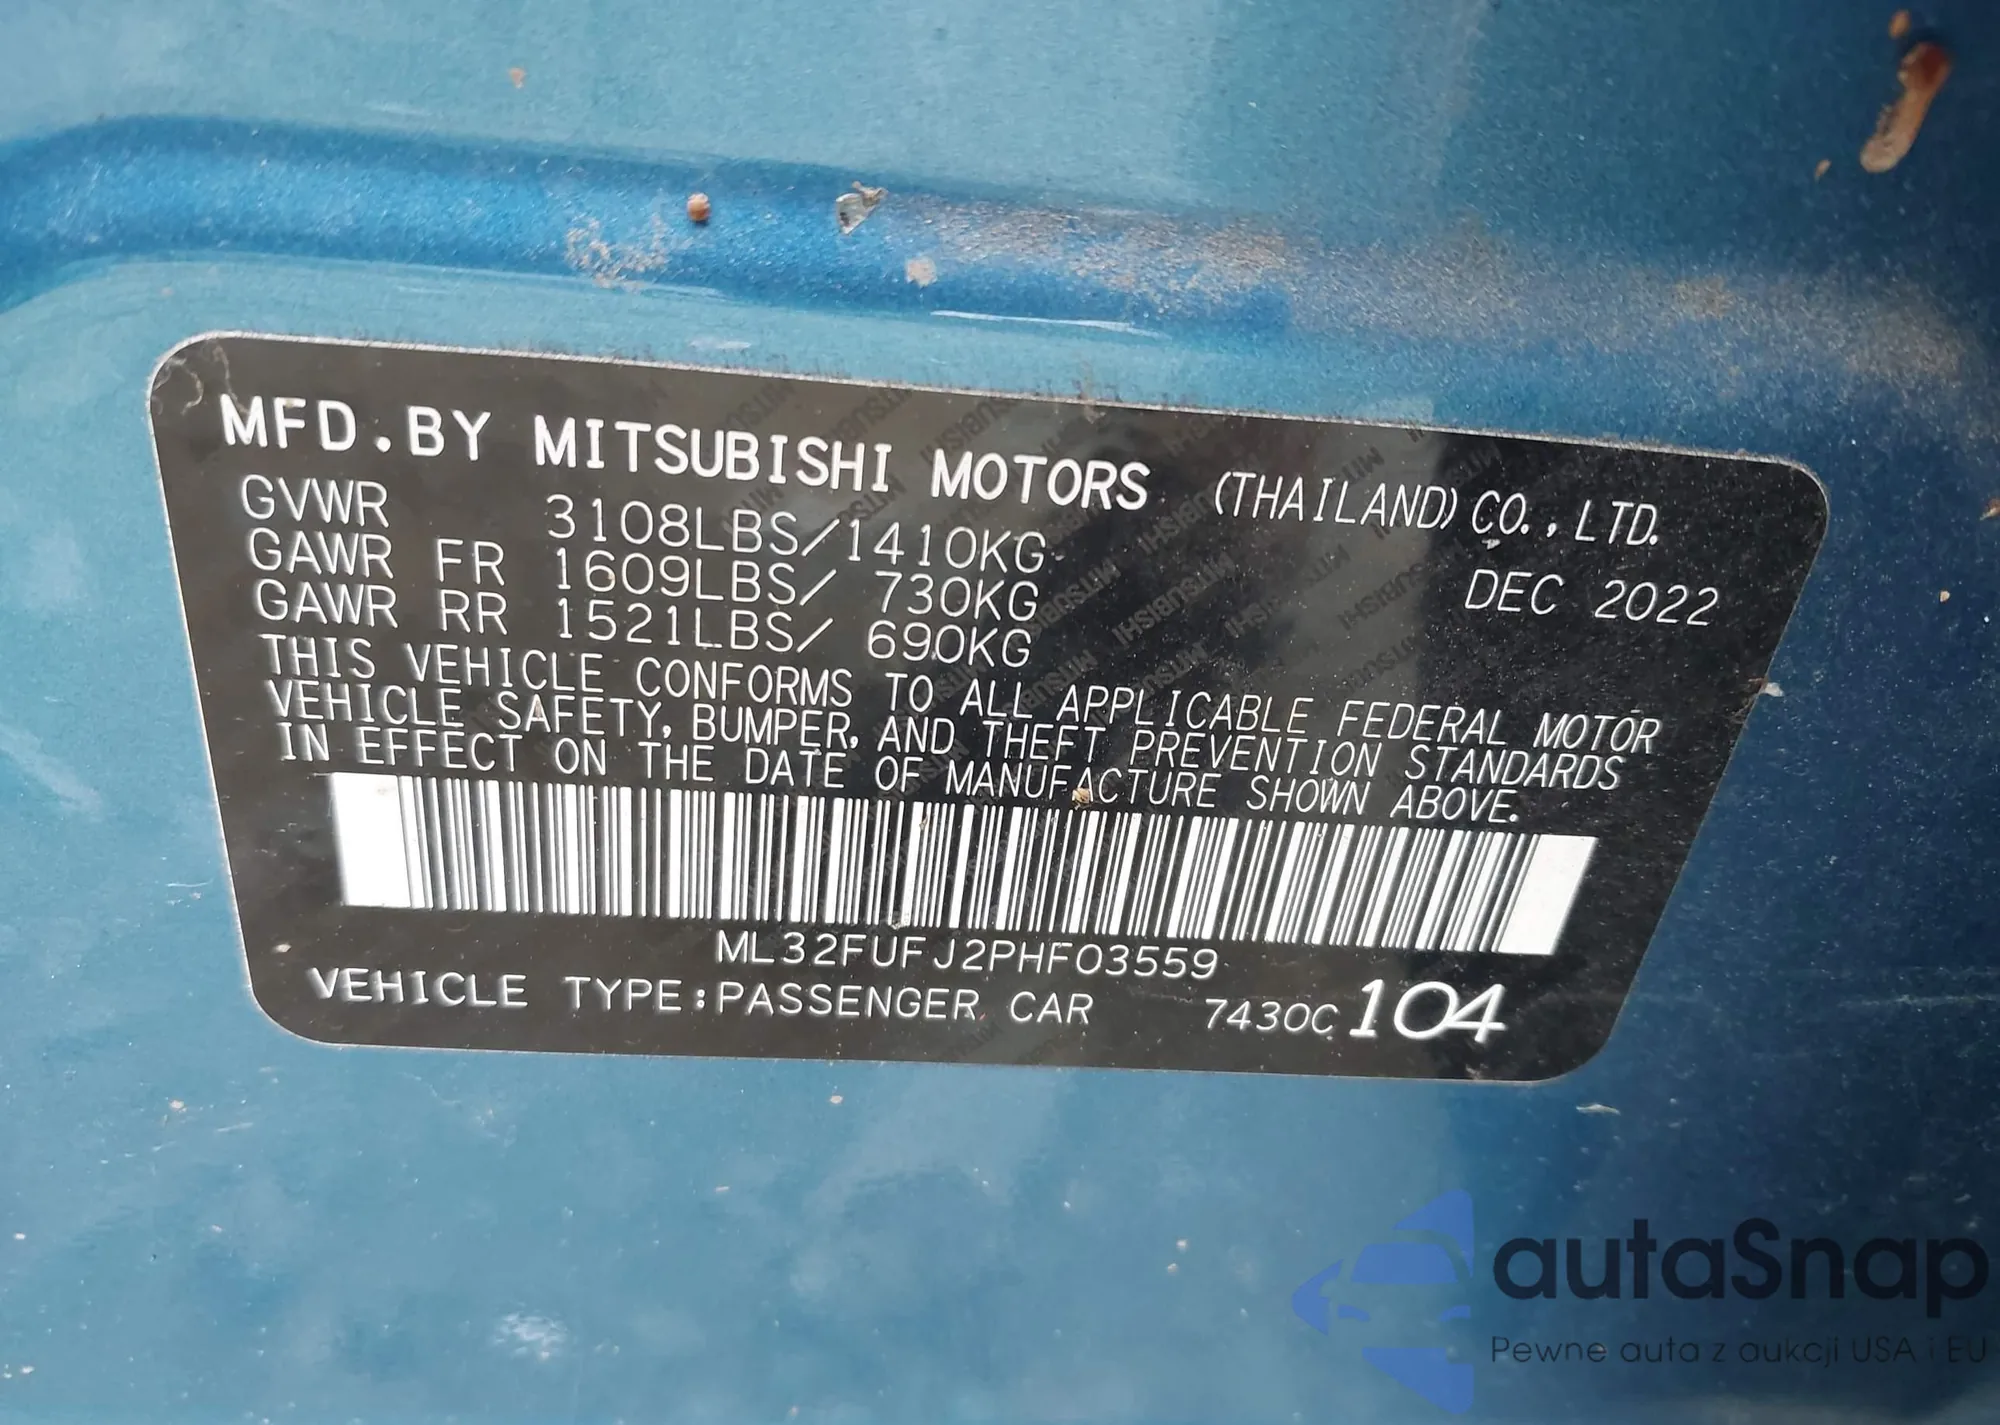 MFD.BY MITSUBISHI MOTORS (THAILAND) CO., LTD.
GVWR 3108LBS/1410KG
GAWR FR 1609LBS/ 730KG DEC 2022
GAWR RR 1521LBS/ 690KG
THIS VEHICLE CONFORMS TO ALL APPLICABLE FEDERAL MOTOR
VEHICLE SAFETY, BUMPER, AND THEFT PREVENTION STANDARDS
IN EFFECT ON THE DATE OF MANUFACTURE SHOWN ABOVE.
ML32FUFJ2PHF03559
VEHICLE TYPE:PASSENGER CAR 7430C 104
autaSnap
Pewne auta z aukcji USA i EU